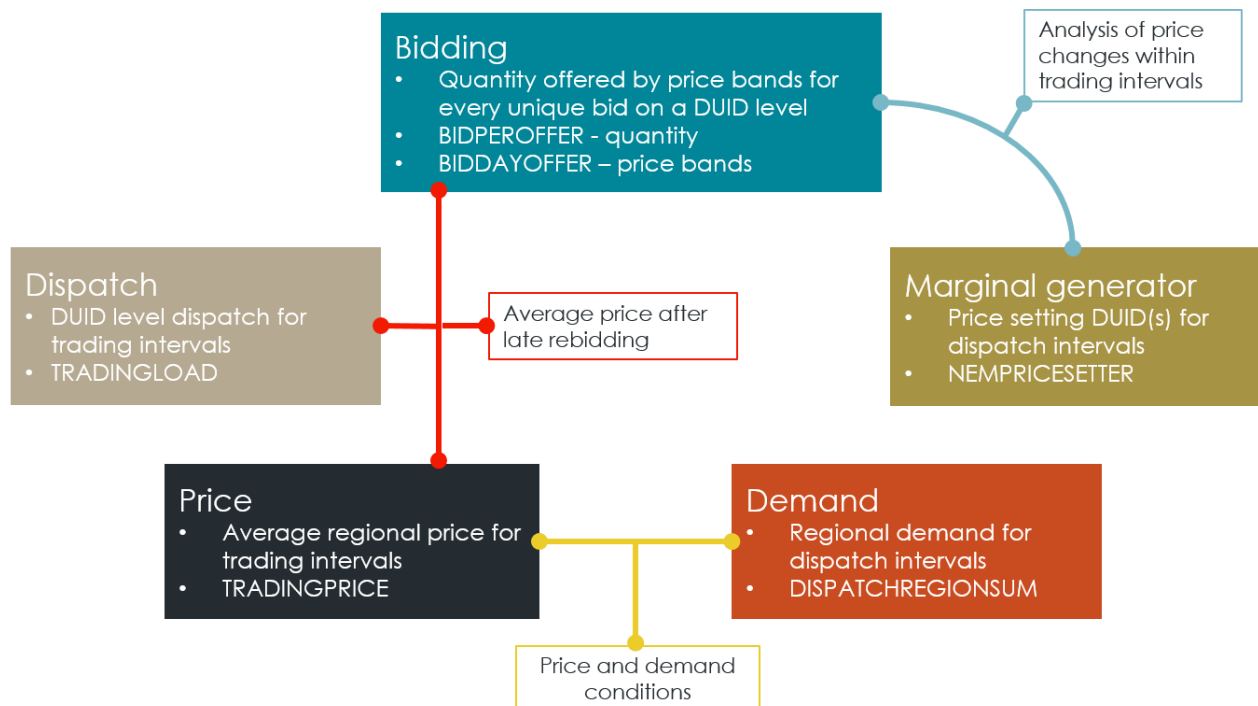 Bidding
• Quantity offered by price bands for
every unique bid on a DUID level
• BIDPEROFFER - quantity
• BIDDAYOFFER – price bands
Analysis of price
changes within
trading intervals
Dispatch
• DUID level dispatch for
trading intervals
• TRADINGLOAD
Average price after
late rebidding
Marginal generator
• Price setting DUID(s) for
dispatch intervals
• NEMPRICESETTER
Price
• Average regional price for
trading intervals
• TRADINGPRICE
Demand
• Regional demand for
dispatch intervals
• DISPATCHREGIONSUM
Price and demand
conditions